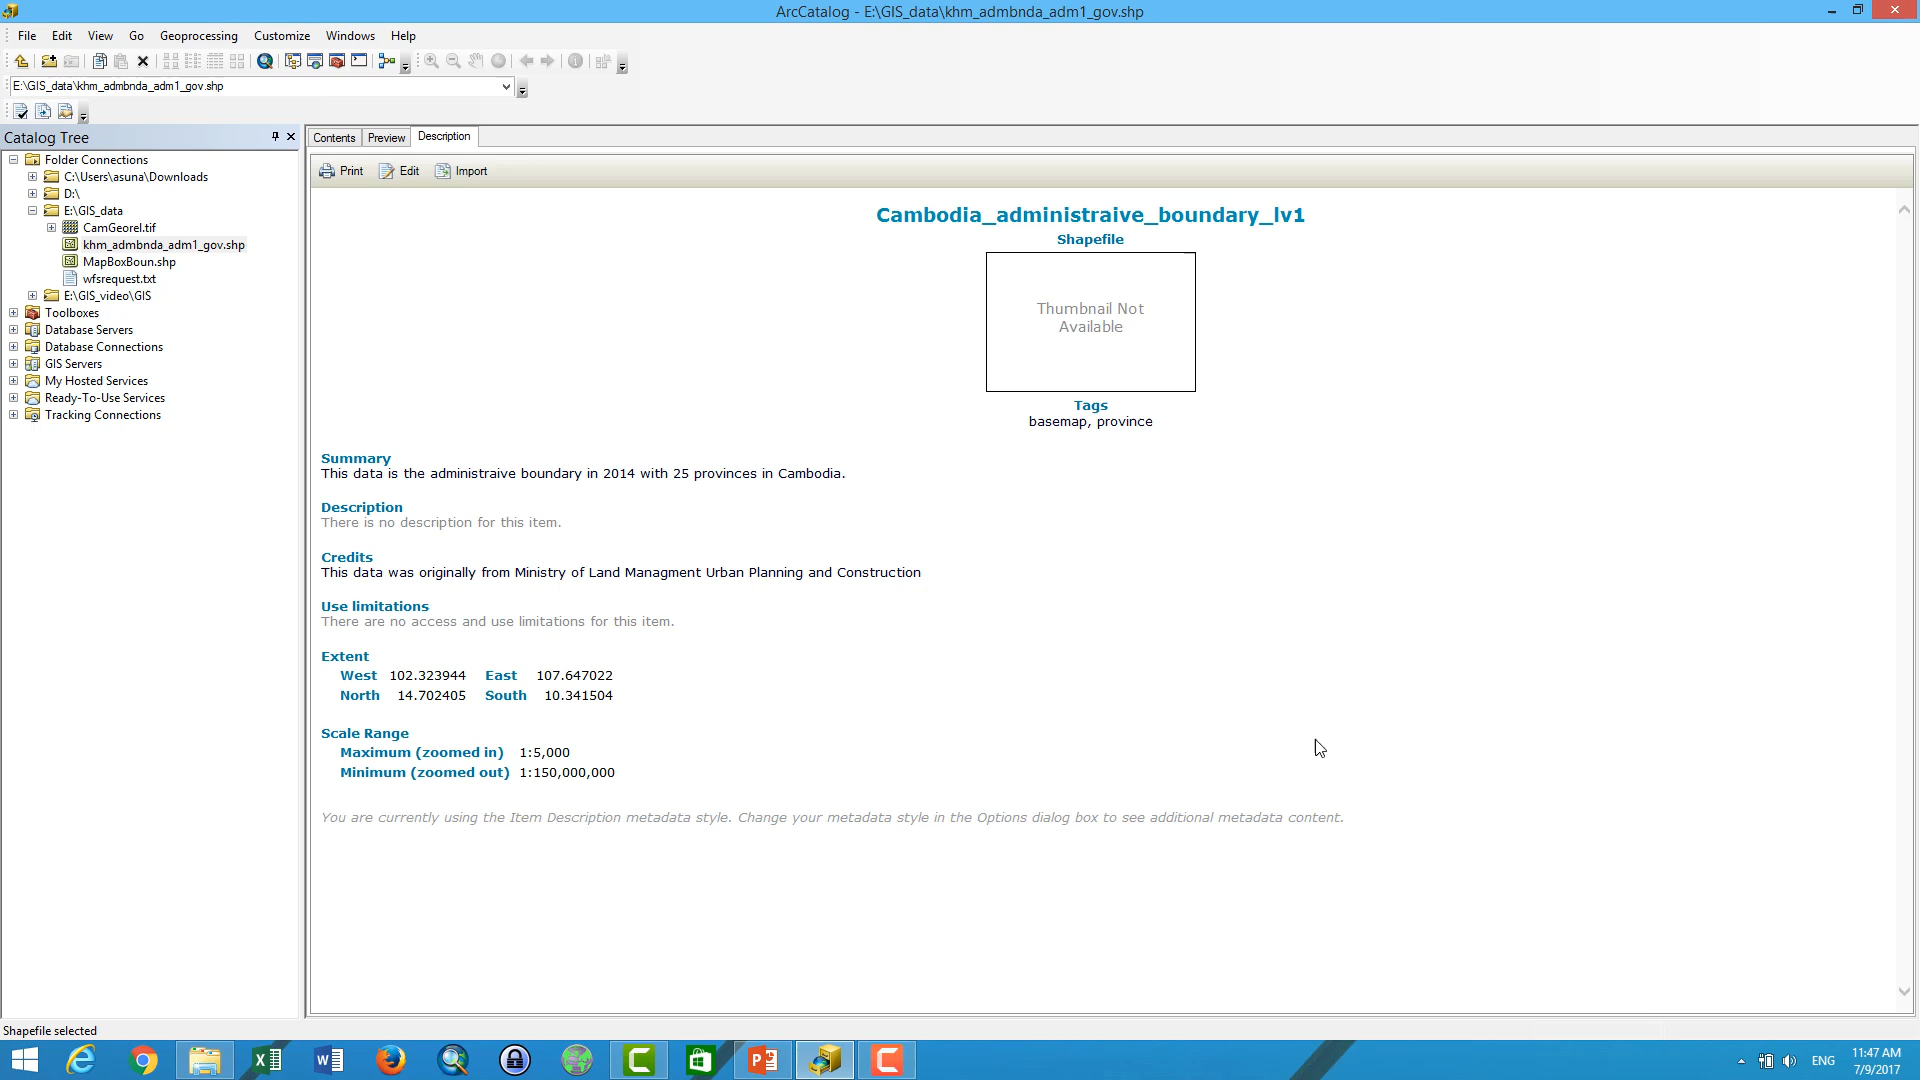 ArcCatalog - E:\GIS_data\khm_admbnda_adm1_gov.shp
File Edit View Go Geoprocessing Customize Windows Help
E:\GIS_data\khm_admbnda_adm1_gov.shp
Catalog Tree
Folder Connections
C:\Users\asuna\Downloads
D:\
E:\GIS_data
CamGeorel.tif
khm_admbnda_adm1_gov.shp
MapBoxBoun.shp
wfsrequest.txt
E:\GIS_video\GIS
Toolboxes
Database Servers
Database Connections
GIS Servers
My Hosted Services
Ready-To-Use Services
Tracking Connections
Contents Preview Description
Print Edit Import
Cambodia_administraive_boundary_lv1
Shapefile
Thumbnail Not
Available
Tags
basemap, province
Summary
This data is the administraive boundary in 2014 with 25 provinces in Cambodia.
Description
There is no description for this item.
Credits
This data was originally from Ministry of Land Managment Urban Planning and Construction
Use limitations
There are no access and use limitations for this item.
Extent
West 102.323944 East 107.647022
North 14.702405 South 10.341504
Scale Range
Maximum (zoomed in) 1:5,000
Minimum (zoomed out) 1:150,000,000
You are currently using the Item Description metadata style. Change your metadata style in the Options dialog box to see additional metadata content.
Shapefile selected
ENG
11:47 AM
7/9/2017